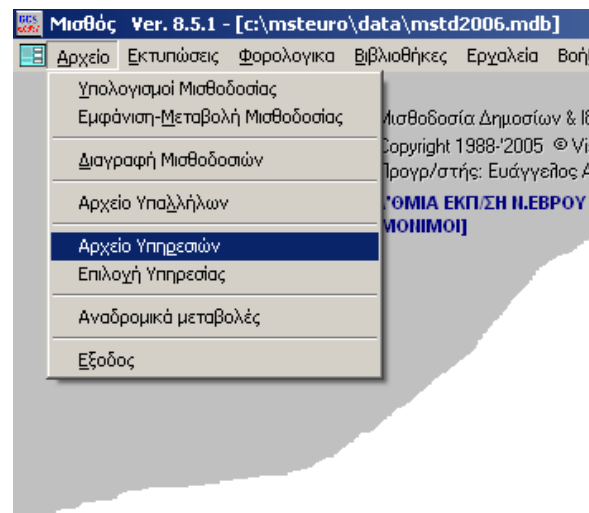 Μισθός Ver. 8.5.1 - [c:\msteuro\data\mstd2006.mdb]
Αρχείο Εκτυπώσεις Φορολογικα Βιβλιοθήκες Εργαλεία
Υπολογισμοί Μισθοδοσίας
Εμφάνιση-Μεταβολή Μισθοδοσίας
Διαγραφή Μισθοδοσιών
Αρχείο Υπαλλήλων
Αρχείο Υπηρεσιών
Επιλογή Υπηρεσίας
Αναδρομικά μεταβολές
Εξοδος
Μισθοδοσία Δημοσίων &
Copyright 1988-'2005 ©
Προγρ/στής: Ευάγγελος
'ΘΜΙΑ ΕΚΠ/ΣΗ Ν.ΕΒΡΟΥ
ΜΟΝΙΜΟΙ]